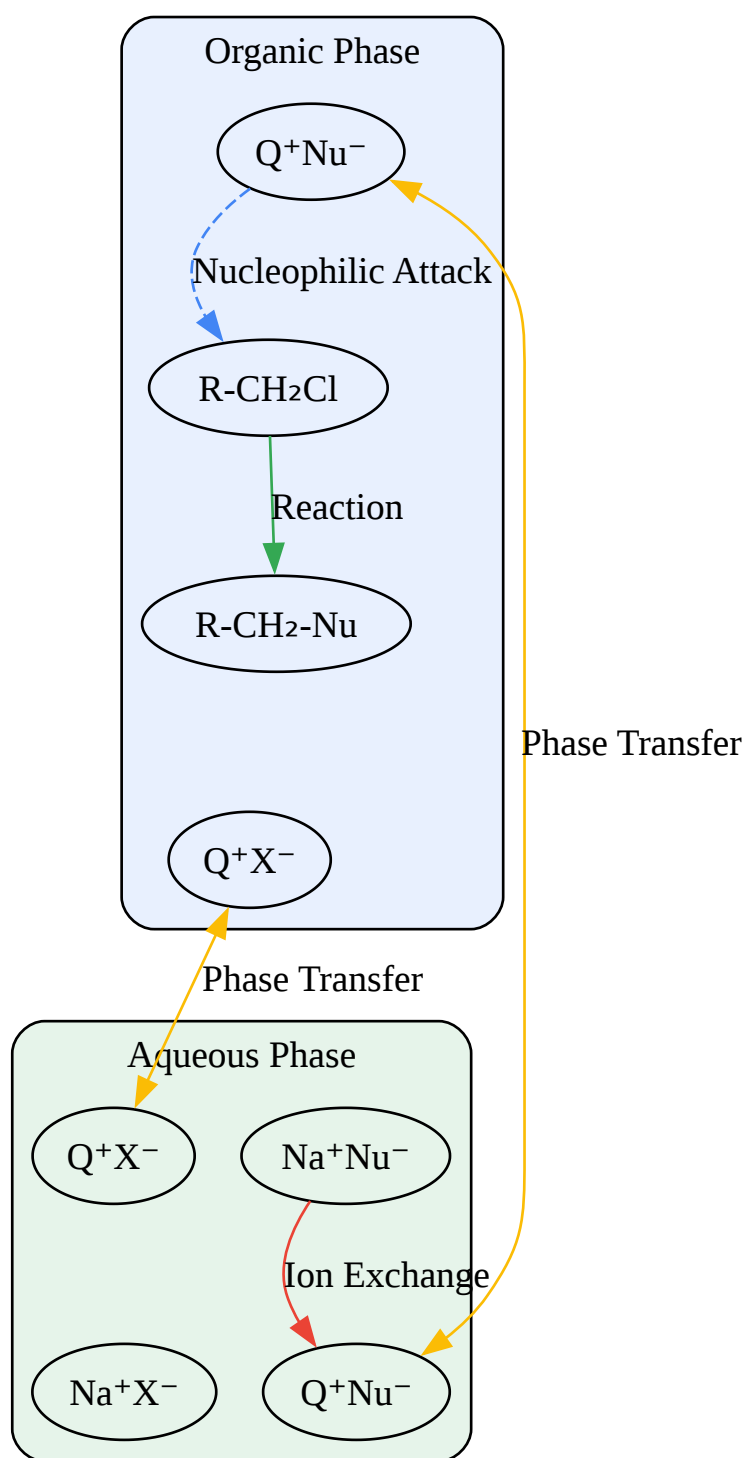 Organic Phase
Q⁺Nu⁻
Nucleophilic Attack
R-CH₂Cl
Reaction
R-CH₂-Nu
Phase Transfer
Q⁺X⁻
Phase Transfer
Aqueous Phase
Q⁺X⁻
Na⁺Nu⁻
Ion Exchange
Na⁺X⁻
Q⁺Nu⁻